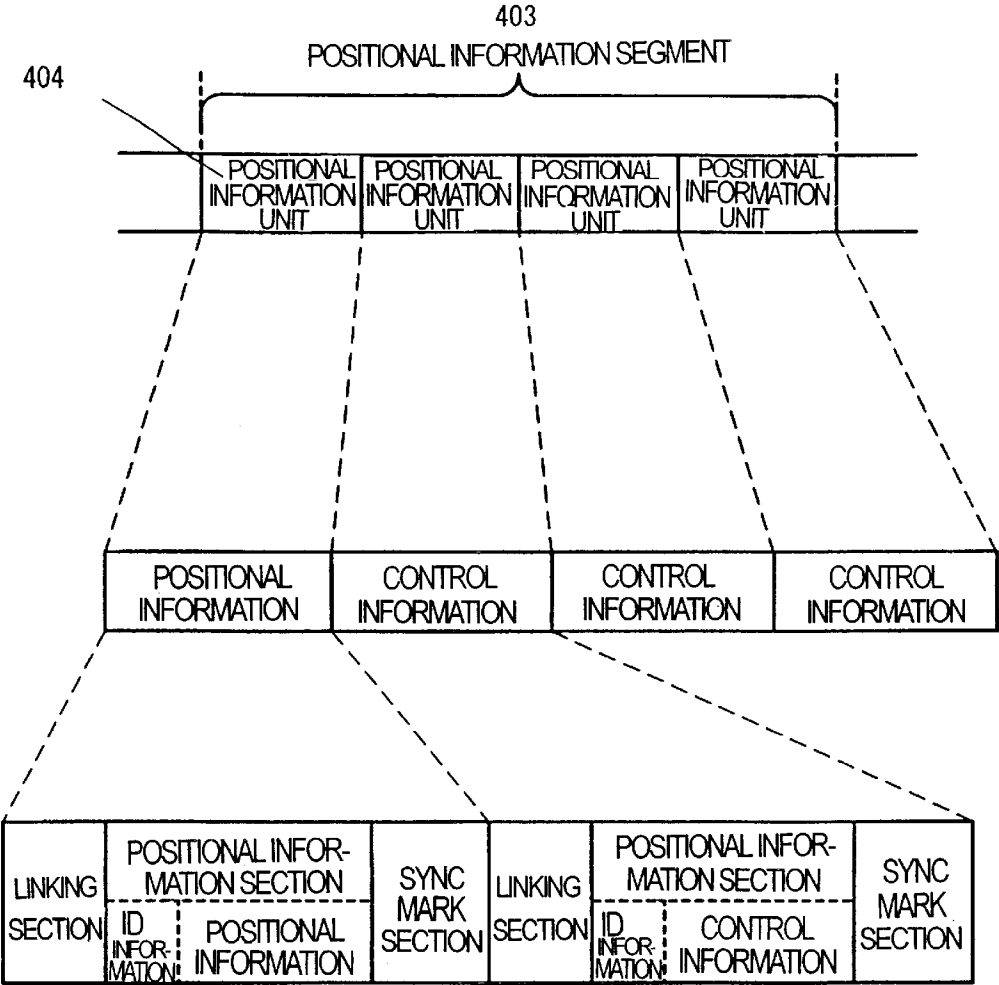 403
POSITIONAL INFORMATION SEGMENT
404
POSITIONAL
INFORMATION
UNIT
POSITIONAL
INFORMATION
UNIT
POSITIONAL
INFORMATION
UNIT
POSITIONAL
INFORMATION
UNIT
POSITIONAL
INFORMATION
CONTROL
INFORMATION
CONTROL
INFORMATION
CONTROL
INFORMATION
LINKING
SECTION
POSITIONAL INFOR-
MATION SECTION
ID
INFOR-
MATION
POSITIONAL
INFORMATION
SYNC
MARK
SECTION
LINKING
SECTION
POSITIONAL INFOR-
MATION SECTION
ID
INFOR-
MATION
CONTROL
INFORMATION
SYNC
MARK
SECTION